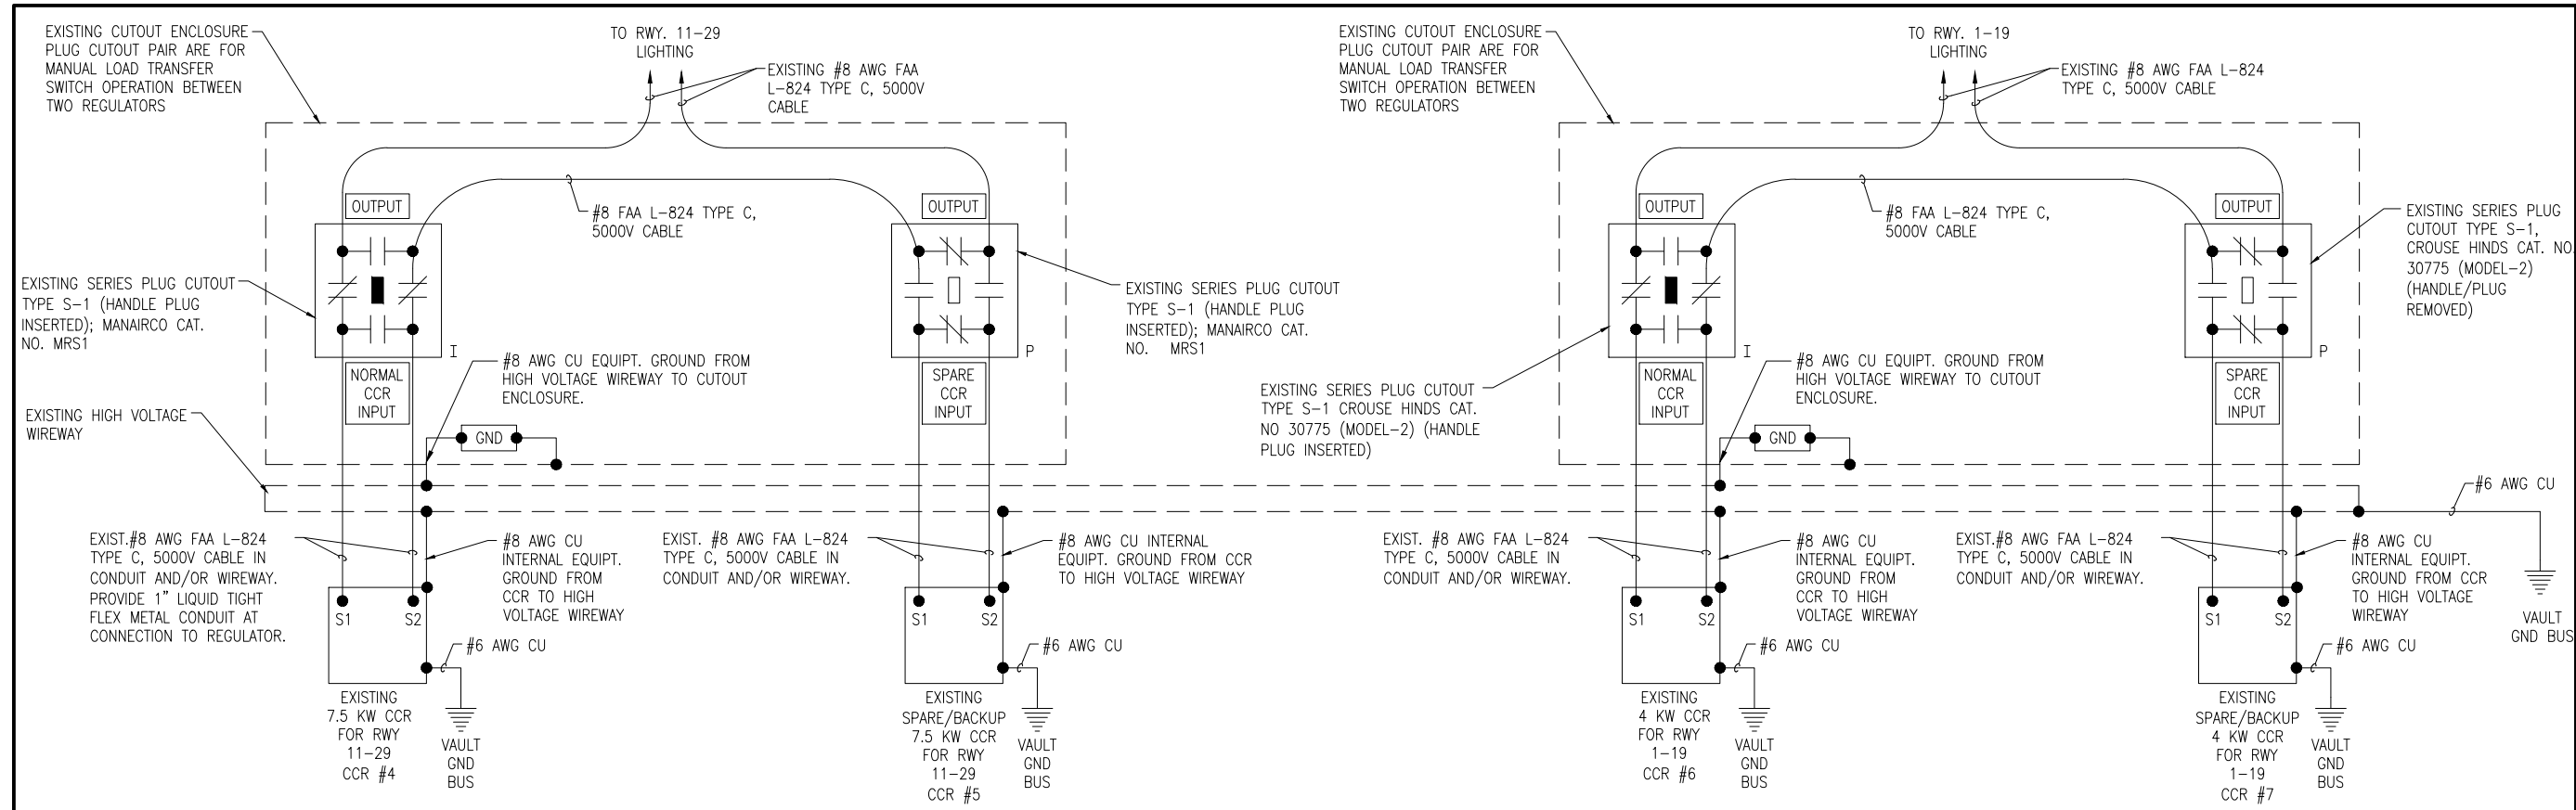 EXISTING CUTOUT ENCLOSURE
PLUG CUTOUT PAIR ARE FOR
MANUAL LOAD TRANSFER
SWITCH OPERATION BETWEEN
TWO REGULATORS
TO RWY. 11-29
LIGHTING
EXISTING #8 AWG FAA
L-824 TYPE C, 5000V
CABLE
OUTPUT
#8 FAA L-824 TYPE C,
5000V CABLE
OUTPUT
EXISTING SERIES PLUG CUTOUT
TYPE S-1 (HANDLE PLUG
INSERTED); MANAIRCO CAT.
NO. MRS1
I
NORMAL
CCR
INPUT
#8 AWG CU EQUIPT. GROUND FROM
HIGH VOLTAGE WIREWAY TO CUTOUT
ENCLOSURE.
P
SPARE
CCR
INPUT
EXISTING SERIES PLUG CUTOUT
TYPE S-1 (HANDLE PLUG
INSERTED); MANAIRCO CAT.
NO. MRS1
EXISTING HIGH VOLTAGE
WIREWAY
GND
EXIST.#8 AWG FAA L-824
TYPE C, 5000V CABLE IN
CONDUIT AND/OR WIREWAY.
PROVIDE 1" LIQUID TIGHT
FLEX METAL CONDUIT AT
CONNECTION TO REGULATOR.
#8 AWG CU
INTERNAL EQUIPT.
GROUND FROM
CCR TO HIGH
VOLTAGE WIREWAY
EXIST. #8 AWG FAA L-824
TYPE C, 5000V CABLE IN
CONDUIT AND/OR WIREWAY.
#8 AWG CU INTERNAL
EQUIPT. GROUND FROM CCR
TO HIGH VOLTAGE WIREWAY
S1 S2
#6 AWG CU
S1 S2
#6 AWG CU
EXISTING
7.5 KW CCR
FOR RWY
11-29
CCR #4
VAULT
GND
BUS
EXISTING
SPARE/BACKUP
7.5 KW CCR
FOR RWY
11-29
CCR #5
VAULT
GND
BUS
EXISTING CUTOUT ENCLOSURE
PLUG CUTOUT PAIR ARE FOR
MANUAL LOAD TRANSFER
SWITCH OPERATION BETWEEN
TWO REGULATORS
TO RWY. 1-19
LIGHTING
EXISTING #8 AWG FAA L-824
TYPE C, 5000V CABLE
OUTPUT
#8 FAA L-824 TYPE C,
5000V CABLE
OUTPUT
EXISTING SERIES PLUG
CUTOUT TYPE S-1,
CROUSE HINDS CAT. NO.
30775 (MODEL-2)
(HANDLE/PLUG
REMOVED)
I
NORMAL
CCR
INPUT
#8 AWG CU EQUIPT. GROUND FROM
HIGH VOLTAGE WIREWAY TO CUTOUT
ENCLOSURE.
P
SPARE
CCR
INPUT
EXISTING SERIES PLUG CUTOUT
TYPE S-1 CROUSE HINDS CAT.
NO 30775 (MODEL-2) (HANDLE
PLUG INSERTED)
GND
#6 AWG CU
EXIST. #8 AWG FAA L-824
TYPE C, 5000V CABLE IN
CONDUIT AND/OR WIREWAY.
#8 AWG CU
INTERNAL EQUIPT.
GROUND FROM
CCR TO HIGH
VOLTAGE WIREWAY
EXIST.#8 AWG FAA L-824
TYPE C, 5000V CABLE IN
CONDUIT AND/OR WIREWAY.
#8 AWG CU
INTERNAL EQUIPT.
GROUND FROM CCR
TO HIGH VOLTAGE
WIREWAY
VAULT
GND BUS
S1 S2
#6 AWG CU
S1 S2
#6 AWG CU
EXISTING
4 KW CCR
FOR RWY
1-19
CCR #6
VAULT
GND
BUS
EXISTING
SPARE/BACKUP
4 KW CCR
FOR RWY
1-19
CCR #7
VAULT
GND
BUS